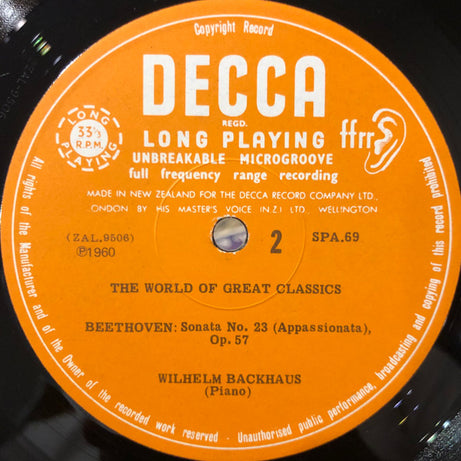 Copyright Record
DECCA
REGD.
LONG PLAYING
33⅓
R.P.M.
LONG PLAYING
ffrr
UNBREAKABLE MICROGROOVE
full frequency range recording
MADE IN NEW ZEALAND FOR THE DECCA RECORD COMPANY LTD.,
LONDON BY HIS MASTER'S VOICE (N.Z.) LTD., WELLINGTON
(ZAL.9506)
℗1960
2
SPA.69
THE WORLD OF GREAT CLASSICS
BEETHOVEN: Sonata No. 23 (Appassionata),
Op. 57
WILHELM BACKHAUS
(Piano)
All rights of the Manufacturer and of the Owner of the recorded work reserved - Unauthorised public performance, broadcasting and copying of this record prohibited
ZAL-9506